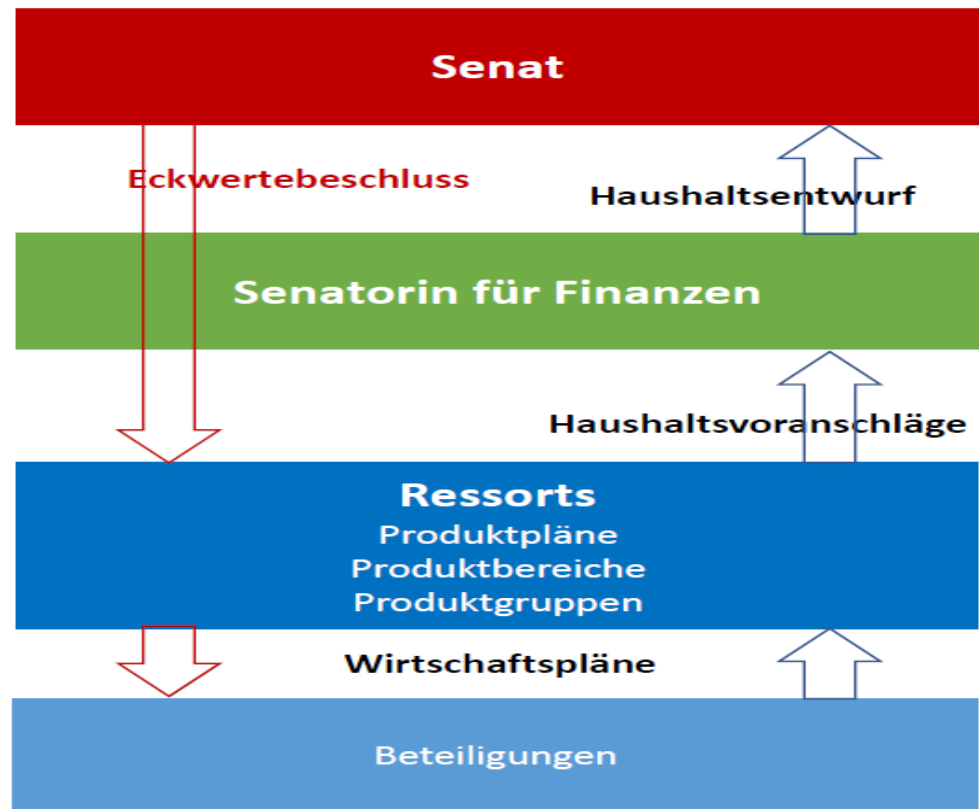 Senat
Eckwertebeschluss
Haushaltsentwurf
Senatorin für Finanzen
Haushaltsvoranschläge
Ressorts
Produktpläne
Produktbereiche
Produktgruppen
Wirtschaftspläne
Beteiligungen